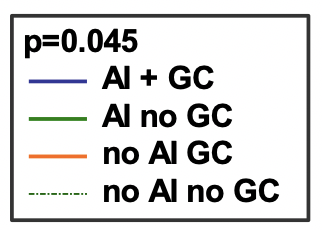 p=0.045
AI + GC
AI no GC
no AI GC
no AI no GC